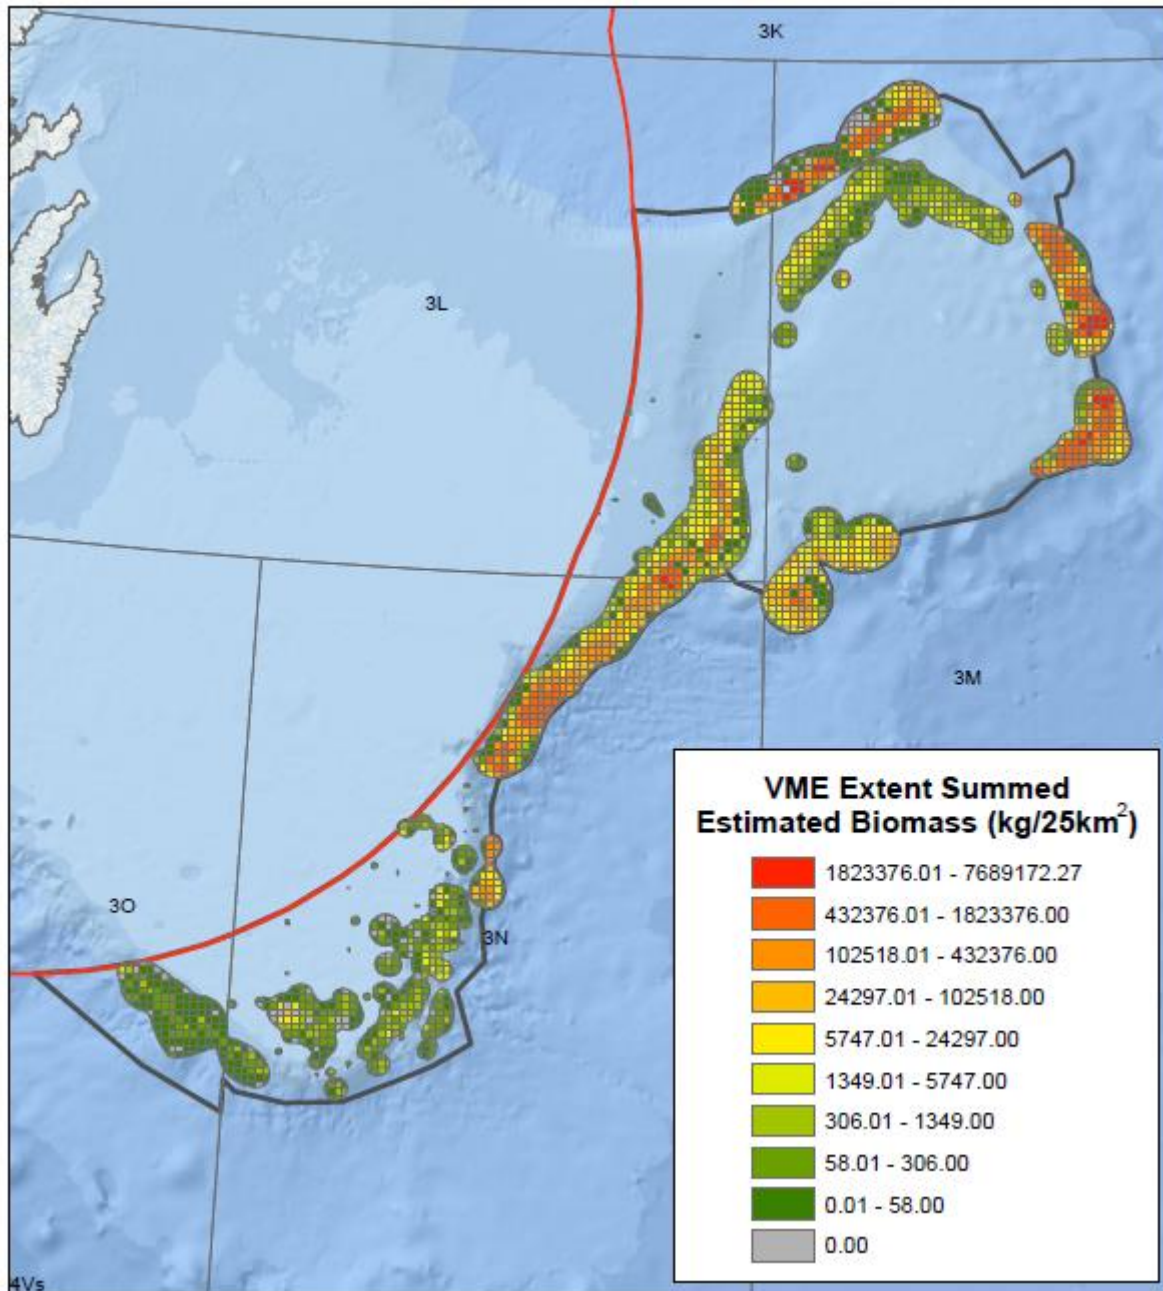 3K
3L
3M
3O
3N
4Vs
VME Extent Summed
Estimated Biomass (kg/25km²)
1823376.01 - 7689172.27
432376.01 - 1823376.00
102518.01 - 432376.00
24297.01 - 102518.00
5747.01 - 24297.00
1349.01 - 5747.00
306.01 - 1349.00
58.01 - 306.00
0.01 - 58.00
0.00